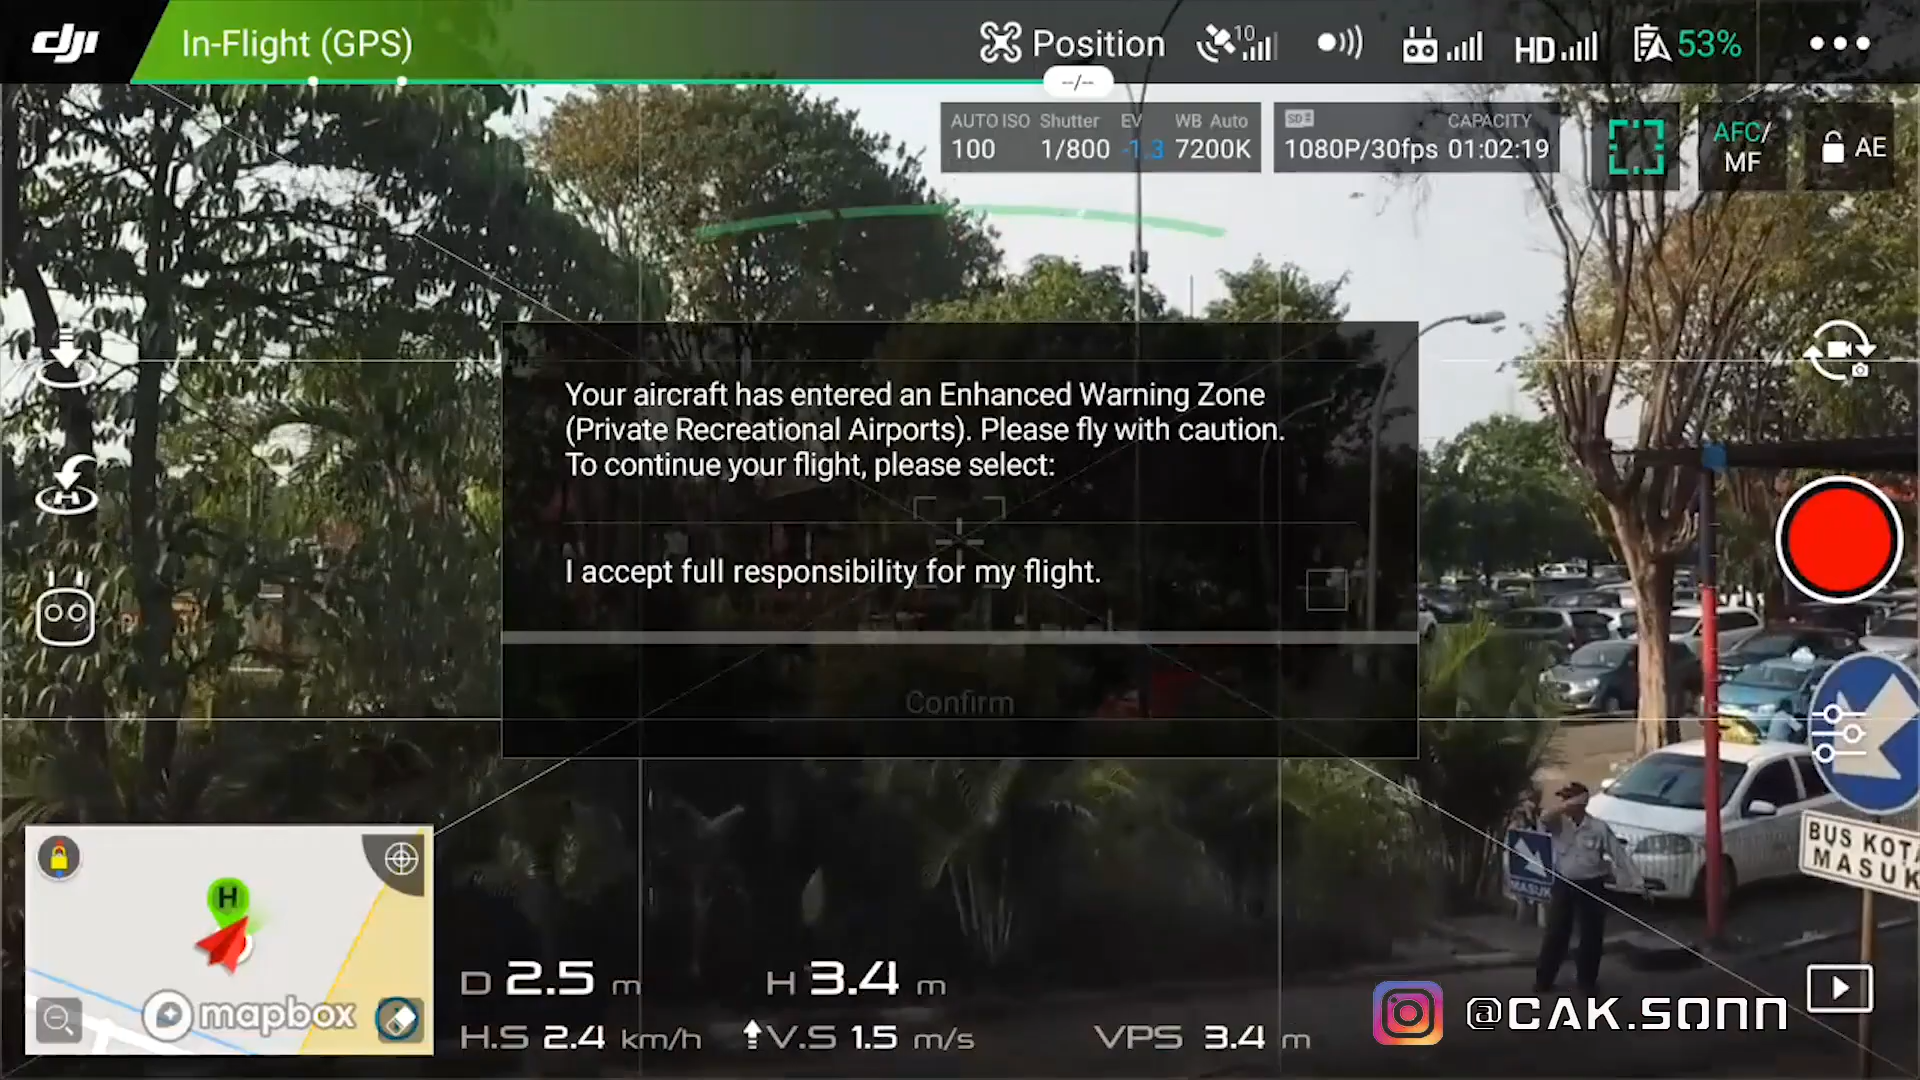 dji
In-Flight (GPS)
Position
10
HD
53%
--/--
AUTO ISO Shutter EV WB Auto
100 1/800 -1.3 7200K
SD
CAPACITY
1080P/30fps 01:02:19
AFC/
MF
AE
Your aircraft has entered an Enhanced Warning Zone
(Private Recreational Airports). Please fly with caution.
To continue your flight, please select:
I accept full responsibility for my flight.
Confirm
MASUK
BUS KOTA
MASUK
H
mapbox
D 2.5 m H 3.4 m
H.S 2.4 km/h V.S 1.5 m/s VPS 3.4 m
@CAK.SONN